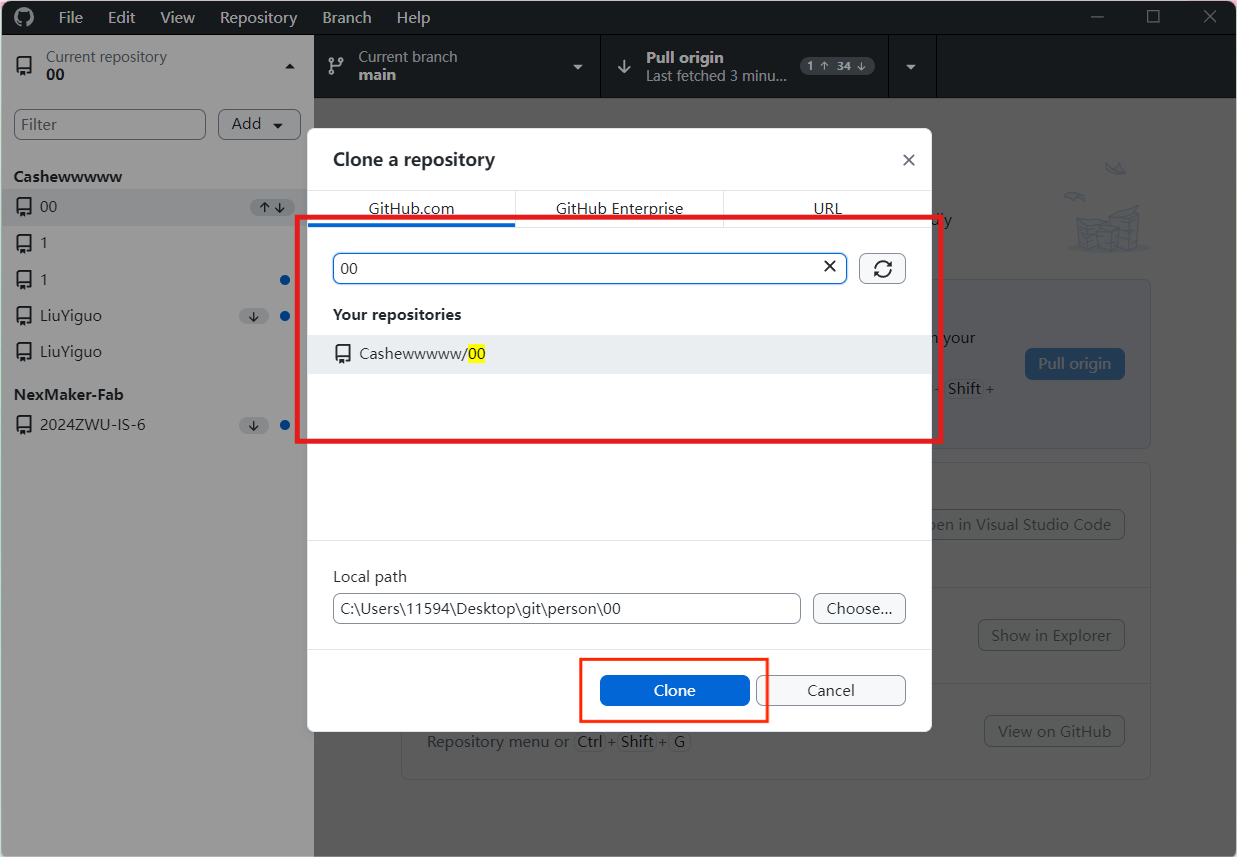 File Edit View Repository Branch Help
Current repository
00
Current branch
main
Pull origin
Last fetched 3 minu...
1 ↑ 34 ↓
Filter
Add
Cashewwwww
00
1
1
LiuYiguo
LiuYiguo
NexMaker-Fab
2024ZWU-IS-6
Clone a repository
GitHub.com
GitHub Enterprise
URL
00
Your repositories
Cashewwwww/00
Local path
C:\Users\11594\Desktop\git\person\00
Choose...
Clone
Cancel
your
Pull origin
Shift +
in Visual Studio Code
Show in Explorer
View on GitHub
Repository menu or Ctrl + Shift + G